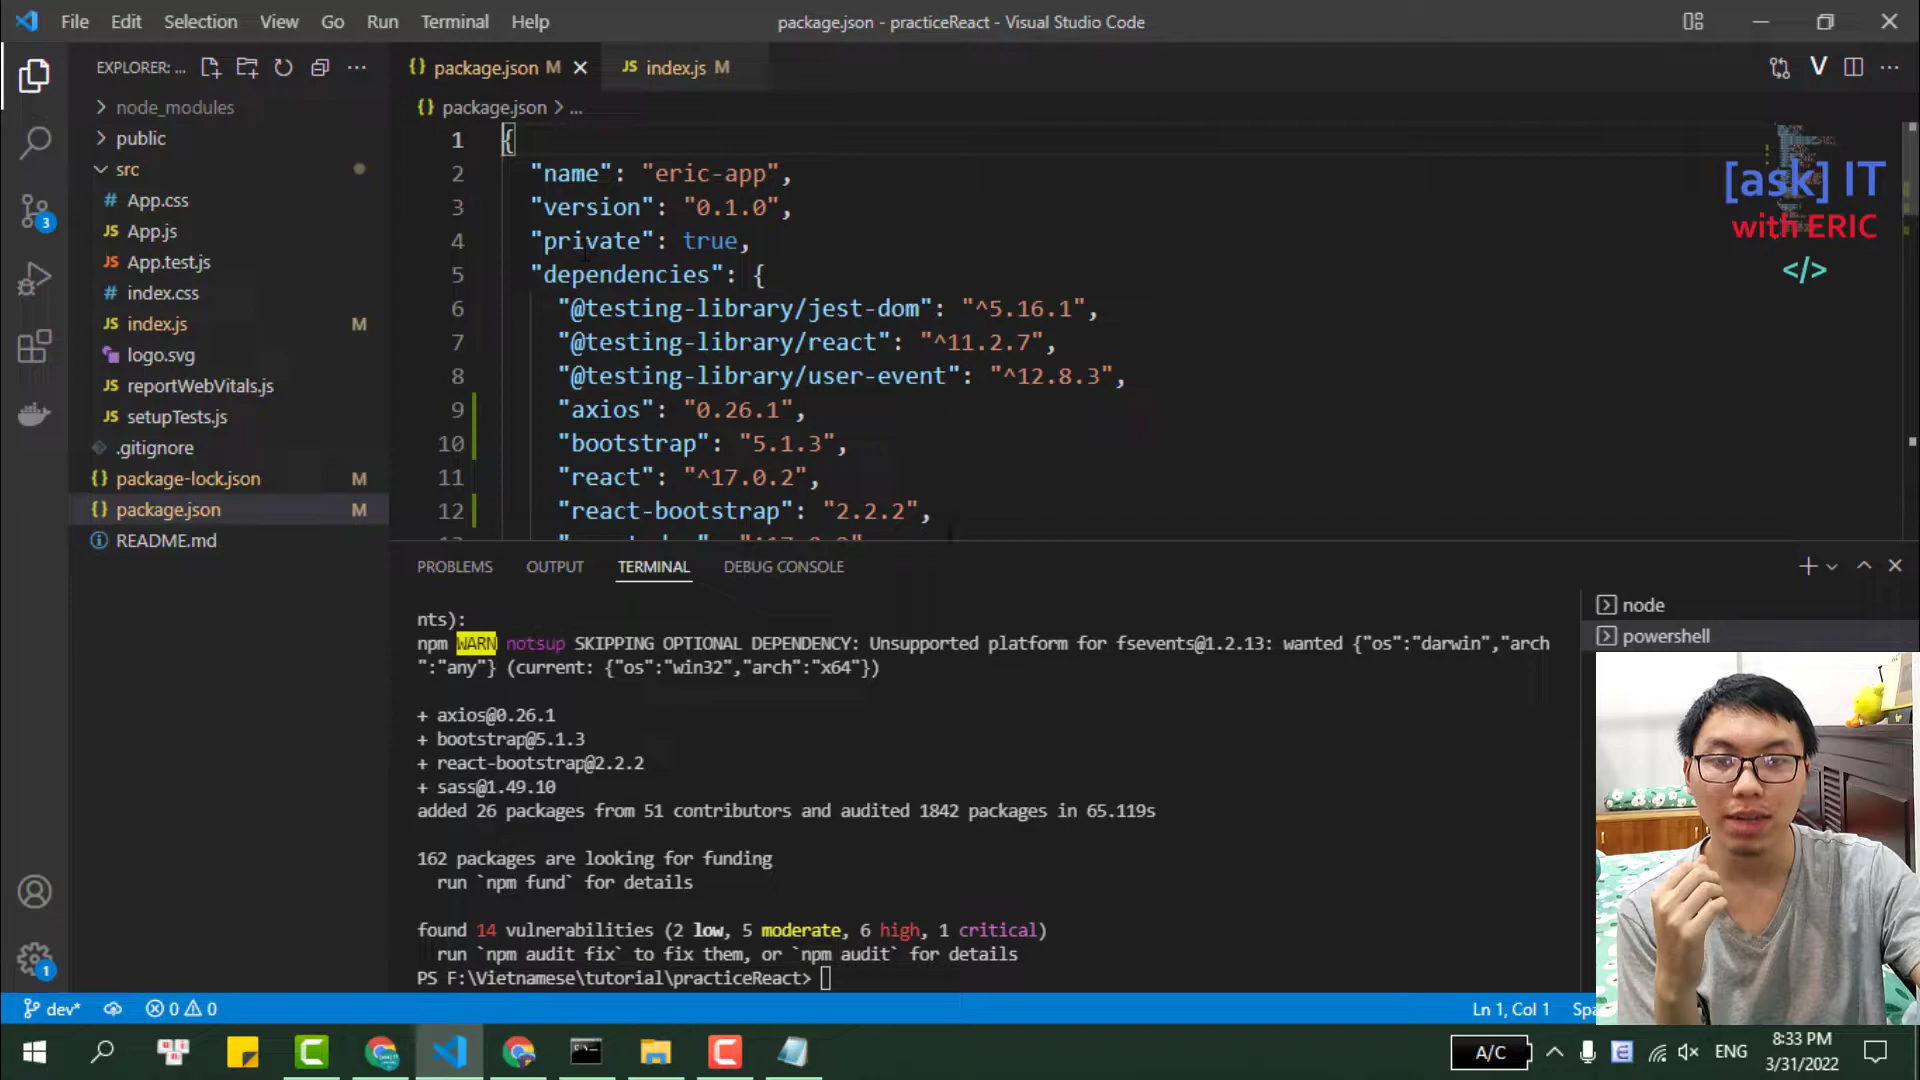 File Edit Selection View Go Run Terminal Help package.json - practiceReact - Visual Studio Code
EXPLORER: ...
node_modules
public
src
# App.css
JS App.js
JS App.test.js
# index.css
JS index.js M
logo.svg
JS reportWebVitals.js
JS setupTests.js
.gitignore
{} package-lock.json M
{} package.json M
README.md
3
1
{} package.json M
JS index.js M
{} package.json > ...
1 {
2 "name": "eric-app",
3 "version": "0.1.0",
4 "private": true,
5 "dependencies": {
6 "@testing-library/jest-dom": "^5.16.1",
7 "@testing-library/react": "^11.2.7",
8 "@testing-library/user-event": "^12.8.3",
9 "axios": "0.26.1",
10 "bootstrap": "5.1.3",
11 "react": "^17.0.2",
12 "react-bootstrap": "2.2.2",
[ask] IT
with ERIC
</>
PROBLEMS OUTPUT TERMINAL DEBUG CONSOLE
node
powershell
nts):
npm WARN notsup SKIPPING OPTIONAL DEPENDENCY: Unsupported platform for fsevents@1.2.13: wanted {"os":"darwin","arch
":"any"} (current: {"os":"win32","arch":"x64"})
+ axios@0.26.1
+ bootstrap@5.1.3
+ react-bootstrap@2.2.2
+ sass@1.49.10
added 26 packages from 51 contributors and audited 1842 packages in 65.119s
162 packages are looking for funding
run `npm fund` for details
found 14 vulnerabilities (2 low, 5 moderate, 6 high, 1 critical)
run `npm audit fix` to fix them, or `npm audit` for details
PS F:\Vietnamese\tutorial\practiceReact>
dev* 0 0 Ln 1, Col 1
A/C ENG 8:33 PM
3/31/2022